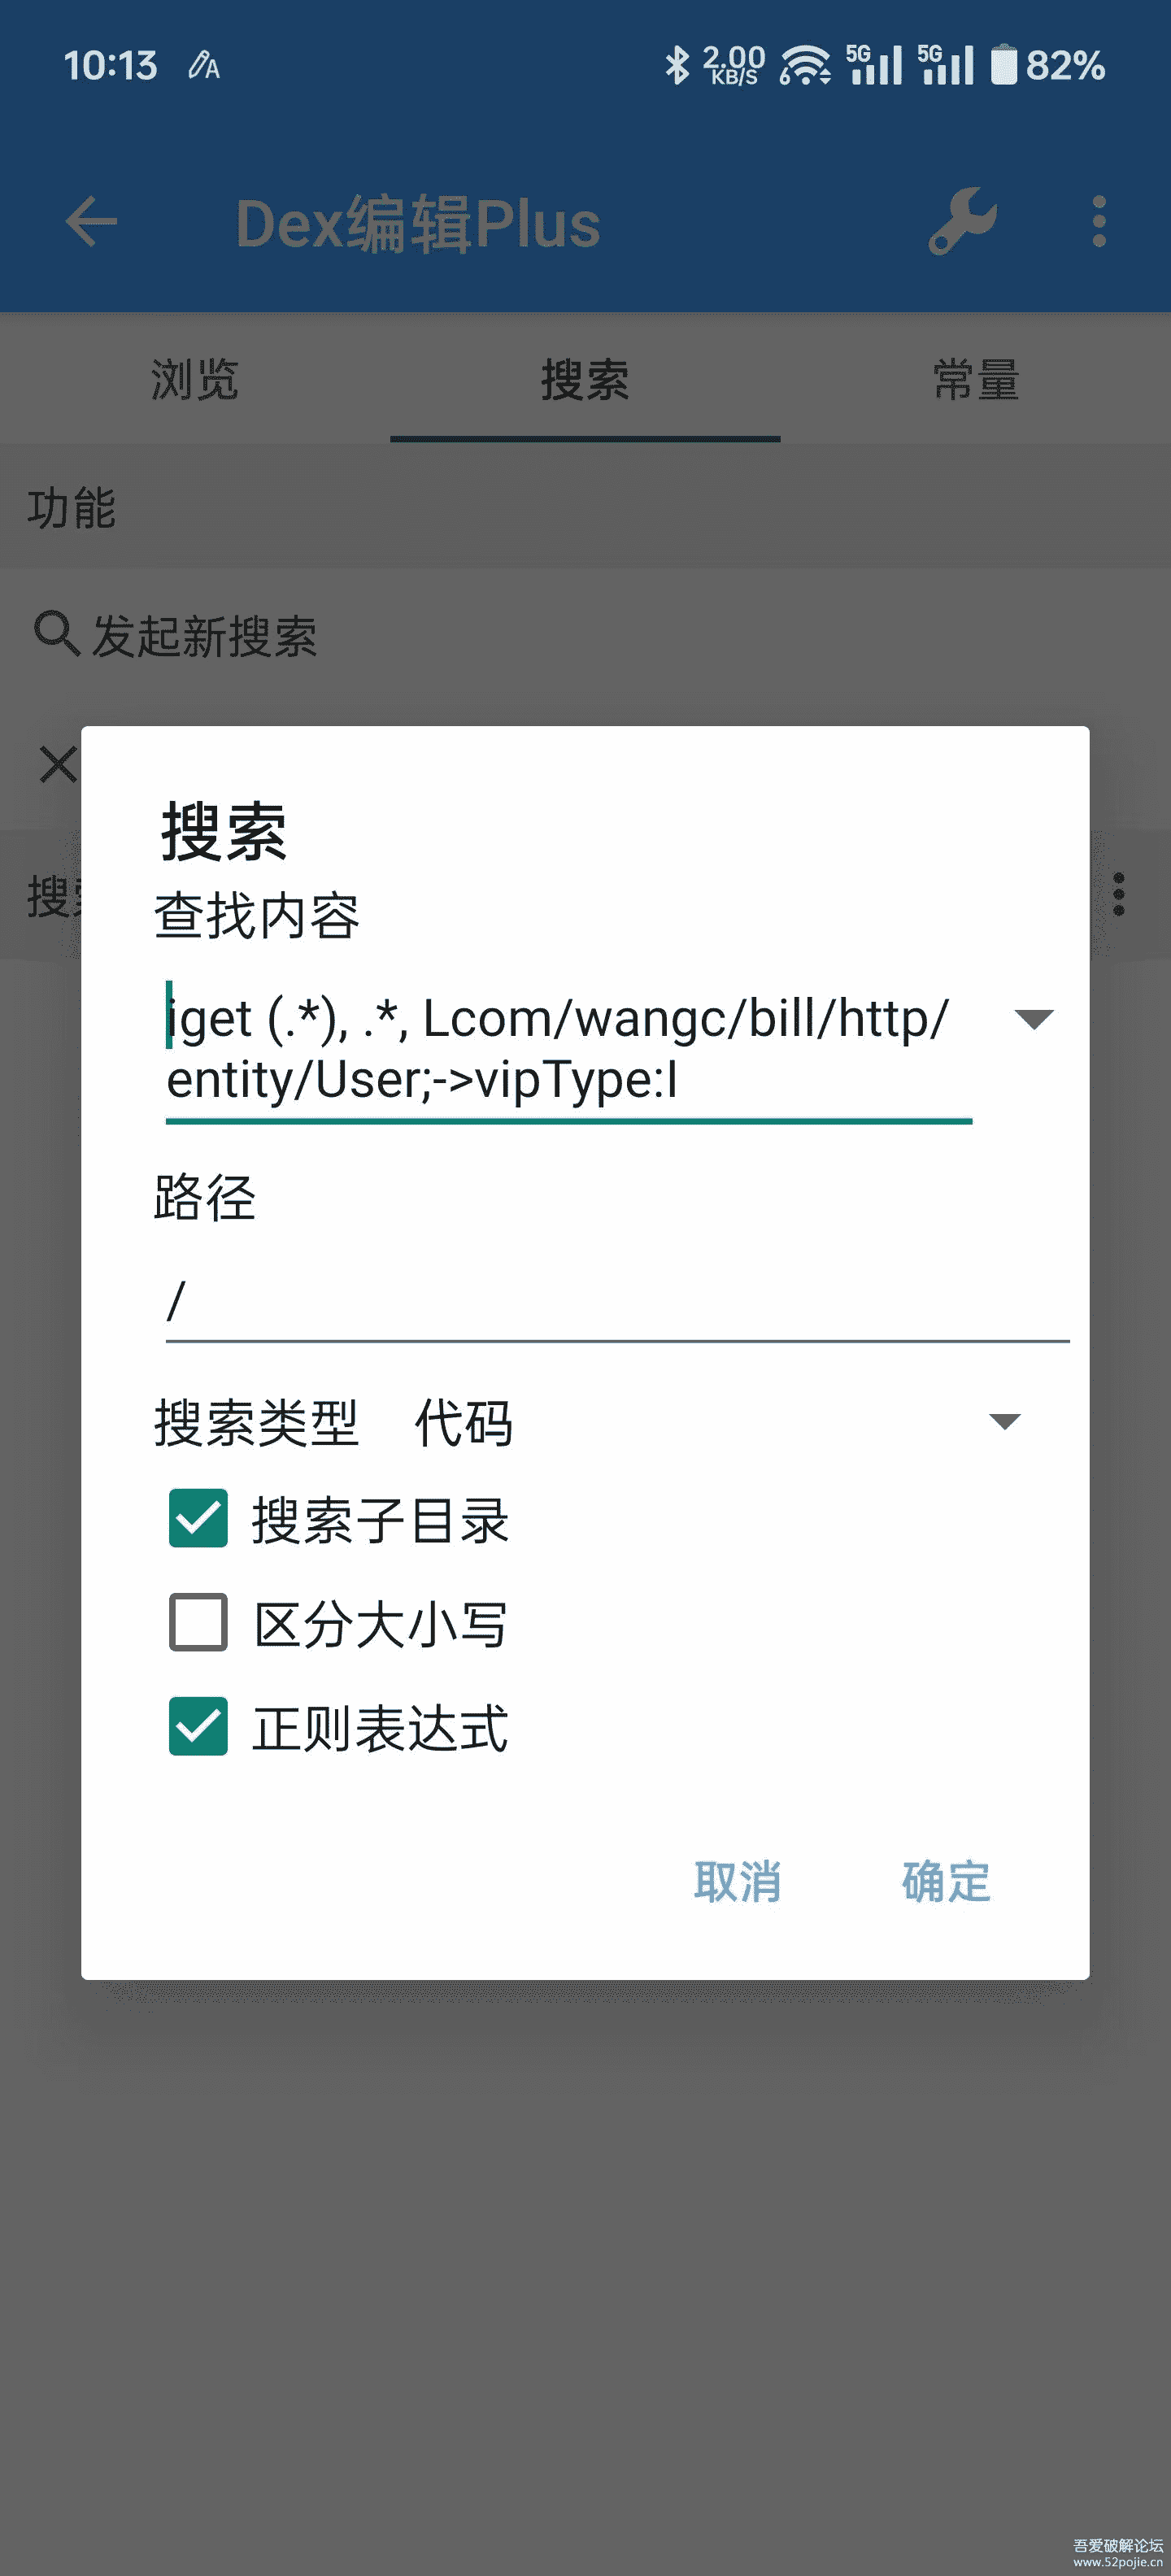 10:13
2.00 KB/S
6
5G
5G
82%
Dex编辑Plus
浏览
搜索
常量
功能
发起新搜索
搜
搜索
查找内容
iget (.*), .*, Lcom/wangc/bill/http/
entity/User;->vipType:I
路径
/
搜索类型 代码
搜索子目录
区分大小写
正则表达式
取消
确定
吾爱破解论坛
www.52pojie.cn